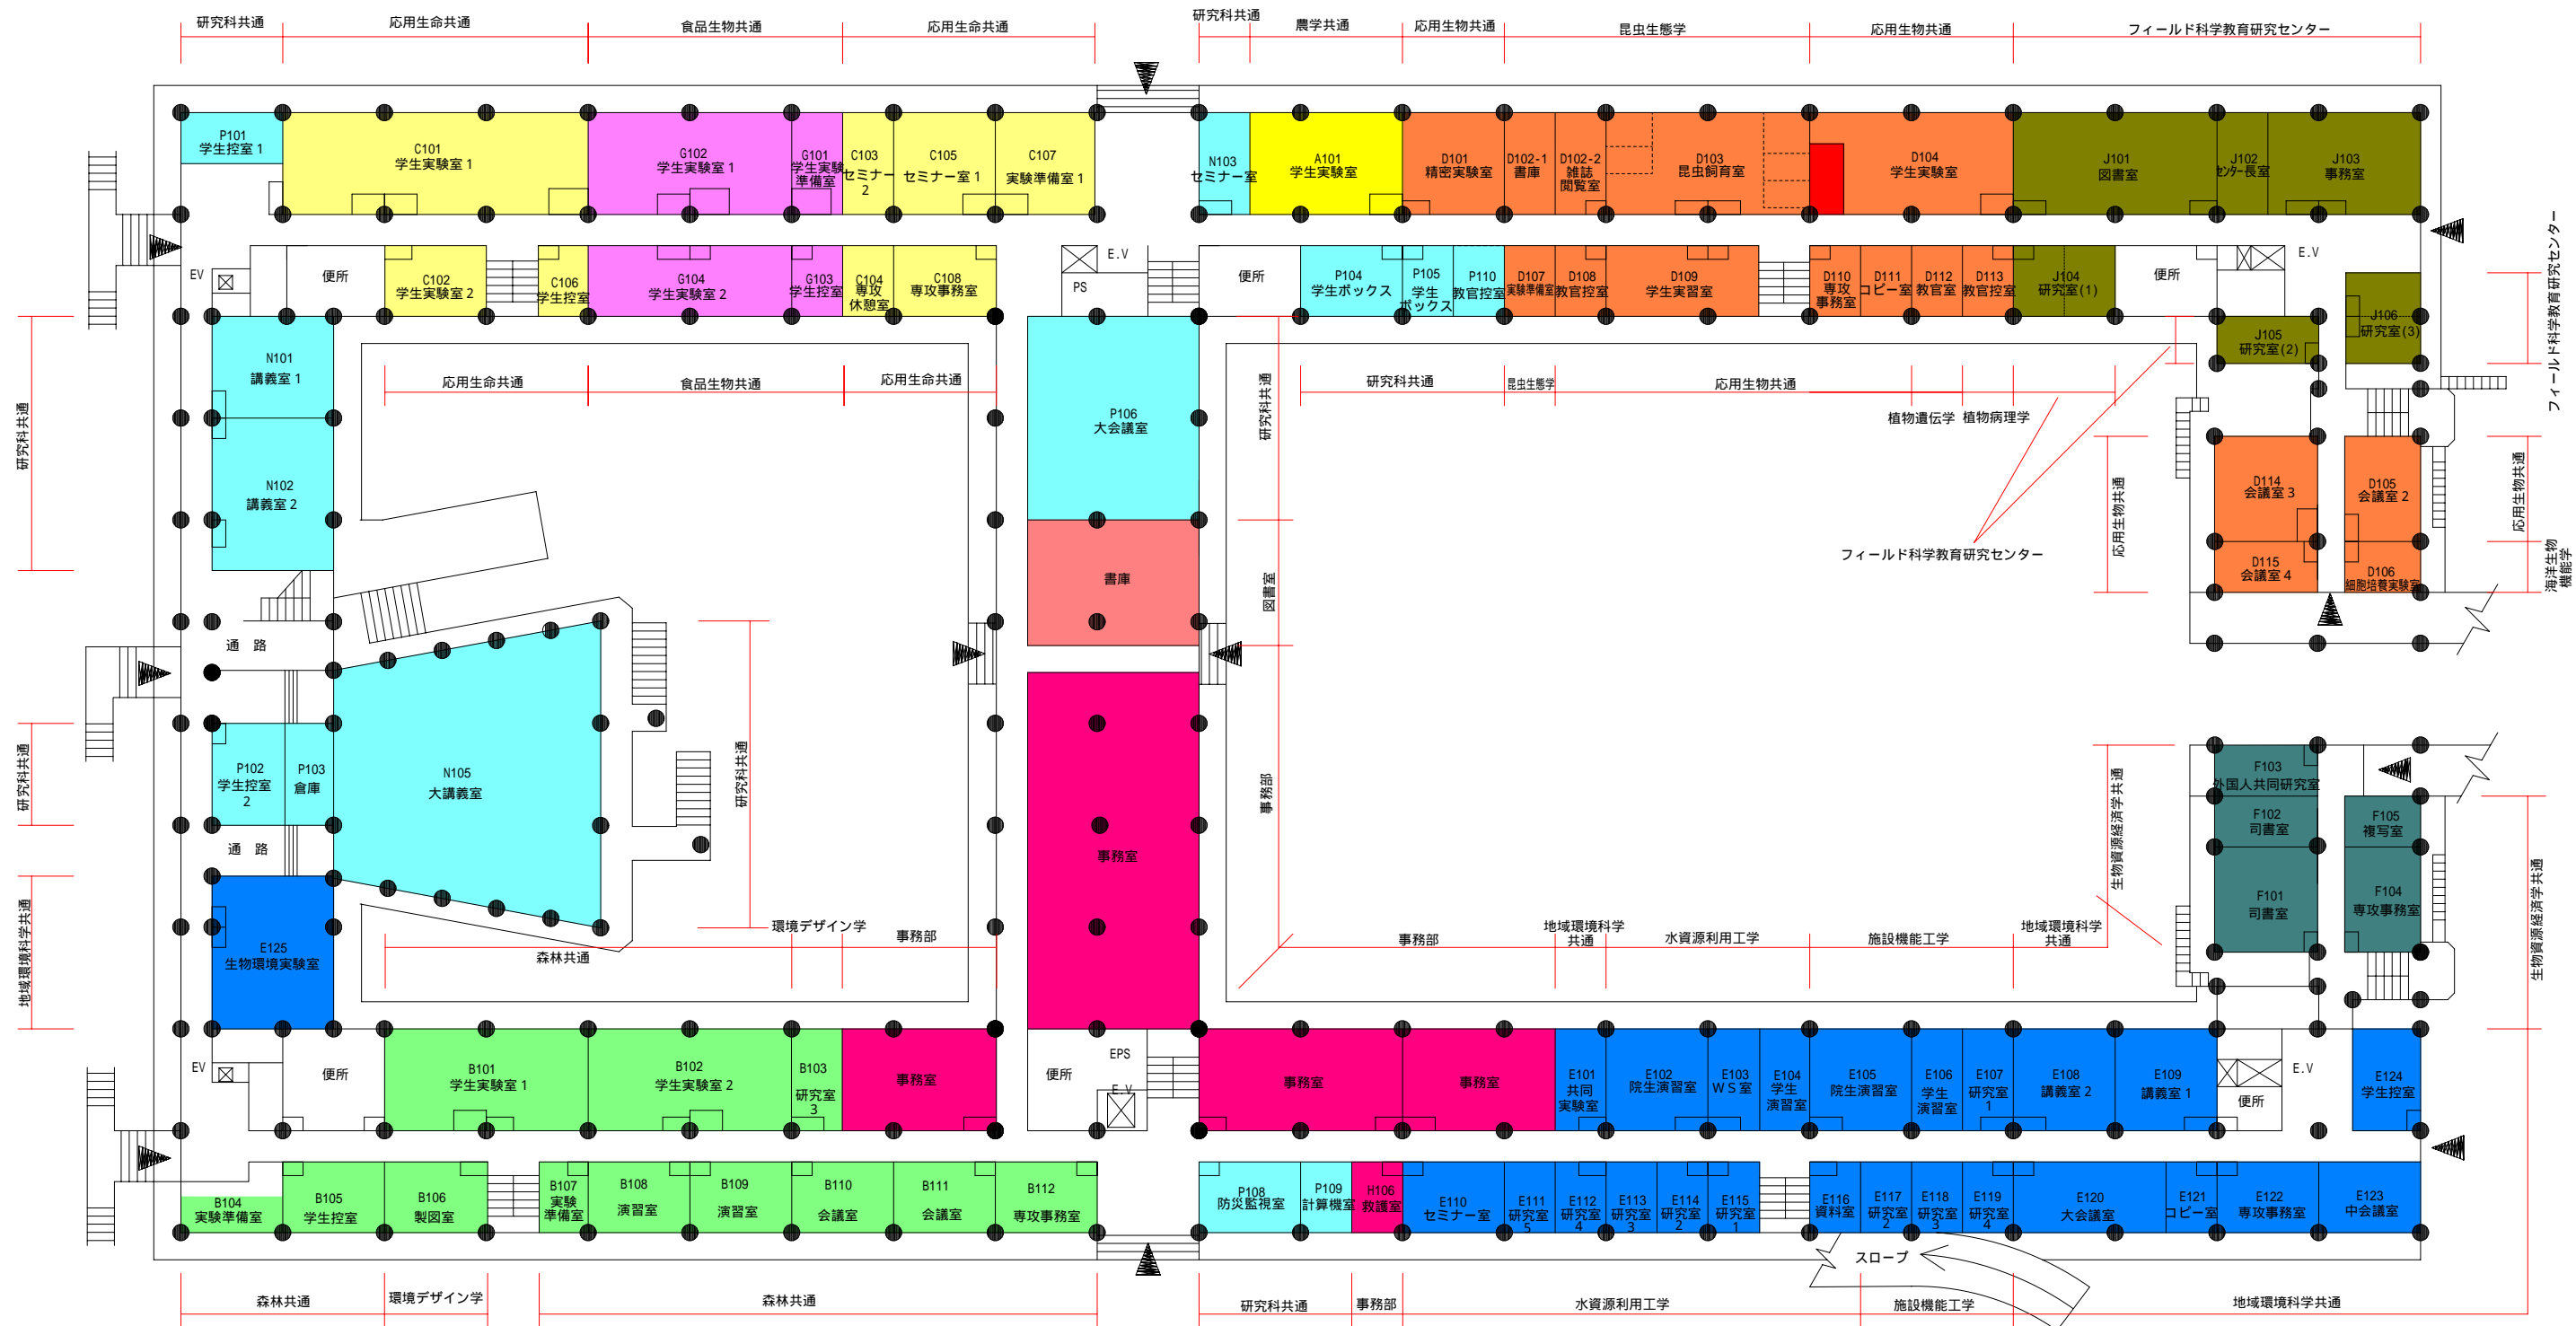 研究科共通
応用生命共通
食品生物共通
応用生命共通
研究科共通
農学共通
応用生物共通
昆虫生態学
応用生物共通
フィールド科学教育研究センター
P101
学生控室１
C101
学生実験室１
G102
学生実験室１
G101
学生実験
準備室
C103
セミナー
２
C105
セミナー室１
C107
実験準備室１
N103
セミナー室
A101
学生実験室
D101
精密実験室
D102-1
書庫
D102-2
雑誌
閲覧室
D103
昆虫飼育室
D104
学生実験室
J101
図書室
J102
センター長室
J103
事務室
EV
便所
C102
学生実験室２
C106
学生控室
G104
学生実験室２
G103
学生控室
C104
専攻
休憩室
C108
専攻事務室
E.V
PS
便所
P104
学生ボックス
P105
学生
ボックス
P110
教官控室
D107
実験準備室
D108
教官控室
D109
学生実習室
D110
専攻
事務室
D111
コピー室
D112
教官室
D113
教官控室
J104
研究室(1)
便所
E.V
J105
研究室(2)
J106
研究室(3)
フィールド科学教育研究センター
N101
講義室１
N102
講義室２
研究科共通
応用生命共通
食品生物共通
応用生命共通
P106
大会議室
研究科共通
研究科共通
昆虫生態学
応用生物共通
植物遺伝学
植物病理学
フィールド科学教育研究センター
応用生物共通
D114
会議室３
D105
会議室２
D115
会議室４
D106
細胞培養実験室
応用生物共通
海洋生物
機能学
書庫
図書室
通　路
P102
学生控室
２
P103
倉庫
研究科共通
N105
大講義室
研究科共通
通　路
事務室
事務部
生物資源経済学共通
F103
外国人共同研究室
F102
司書室
F105
複写室
F101
司書室
F104
専攻事務室
生物資源経済学共通
地域環境科学共通
E125
生物環境実験室
森林共通
環境デザイン学
事務部
事務部
地域環境科学
共通
水資源利用工学
施設機能工学
地域環境科学
共通
EV
便所
B101
学生実験室１
B102
学生実験室２
B103
研究室
3
事務室
便所
EPS
E.V
事務室
事務室
E101
共同
実験室
E102
院生演習室
E103
ＷＳ室
E104
学生
演習室
E105
院生演習室
E106
学生
演習室
E107
研究室
1
E108
講義室２
E109
講義室１
便所
E.V
E124
学生控室
B104
実験準備室
B105
学生控室
B106
製図室
B107
実験
準備室
B108
演習室
B109
演習室
B110
会議室
B111
会議室
B112
専攻事務室
P108
防災監視室
P109
計算機室
H106
救護室
E110
セミナー室
E111
研究室
5
E112
研究室
4
E113
研究室
3
E114
研究室
2
E115
研究室
1
E116
資料室
E117
研究室
2
E118
研究室
3
E119
研究室
4
E120
大会議室
E121
コピー室
E122
専攻事務室
E123
中会議室
スロープ
森林共通
環境デザイン学
森林共通
研究科共通
事務部
水資源利用工学
施設機能工学
地域環境科学共通